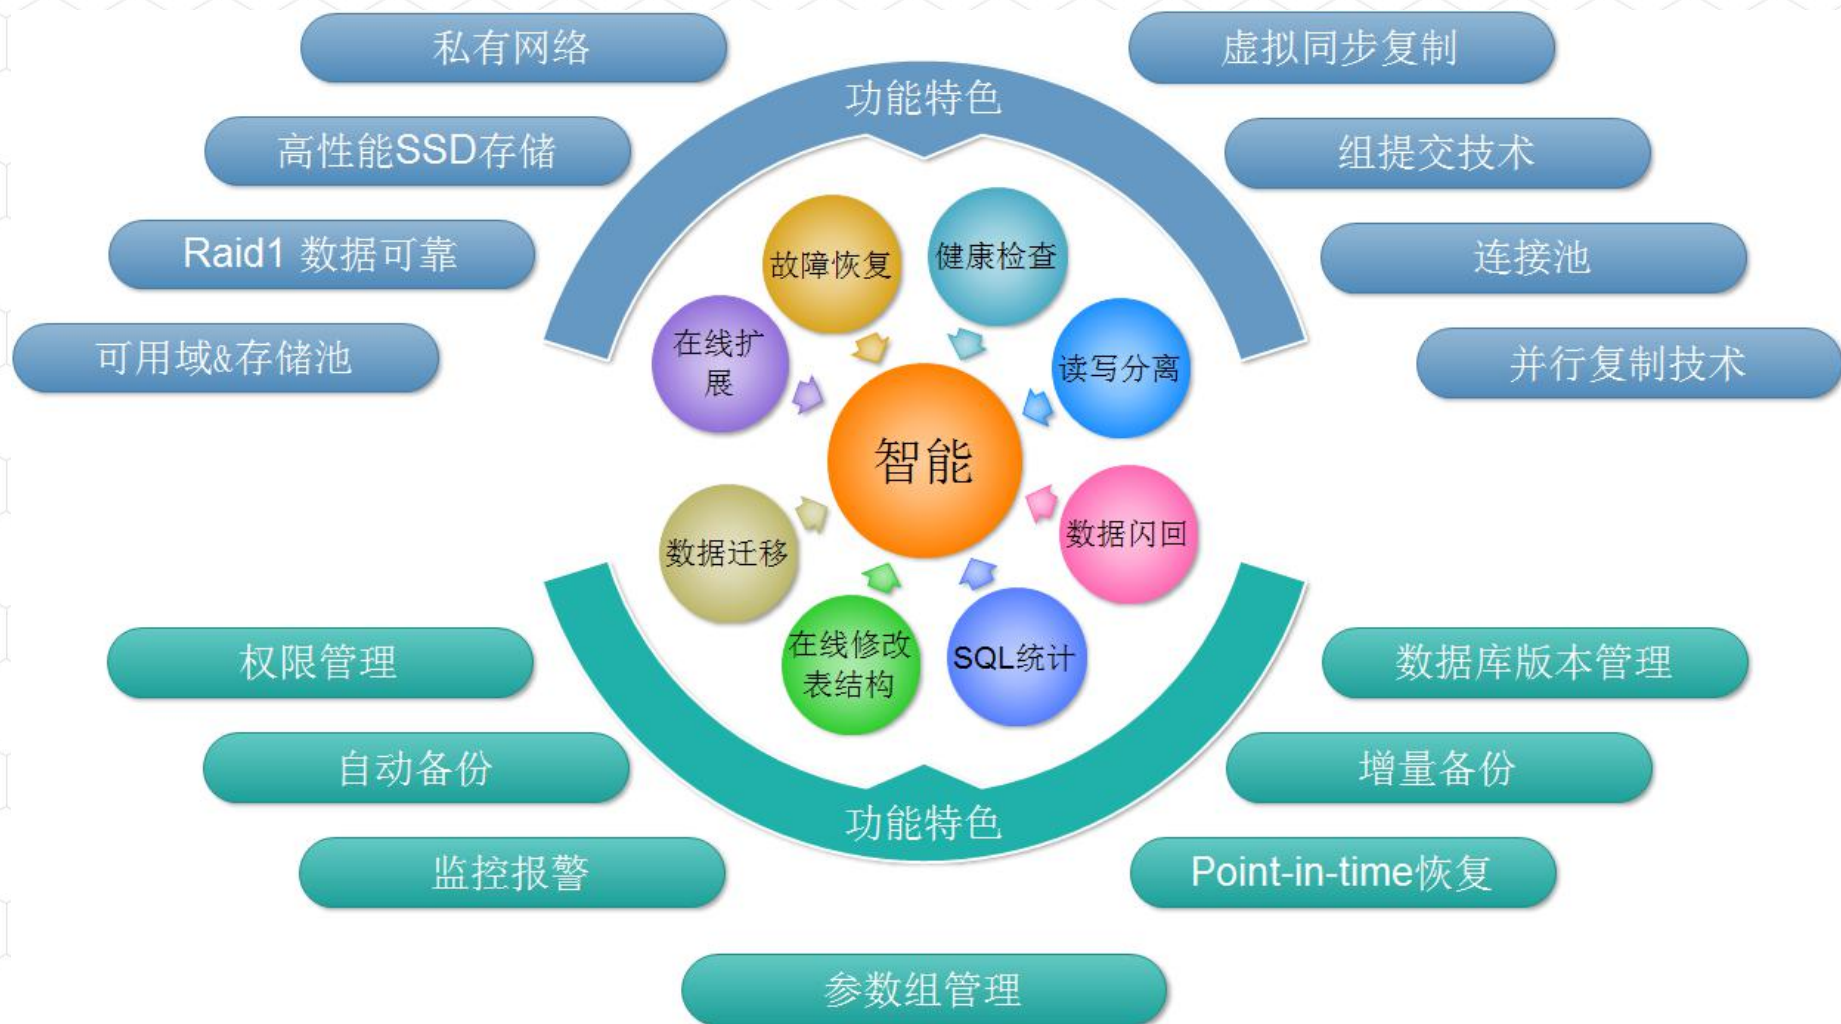 私有网络
虚拟同步复制
功能特色
高性能SSD存储
组提交技术
Raid1 数据可靠
连接池
可用域&存储池
并行复制技术
故障恢复
健康检查
在线扩
展
读写分离
智能
数据迁移
数据闪回
在线修改
表结构
SQL统计
权限管理
数据库版本管理
自动备份
增量备份
功能特色
监控报警
Point-in-time恢复
参数组管理